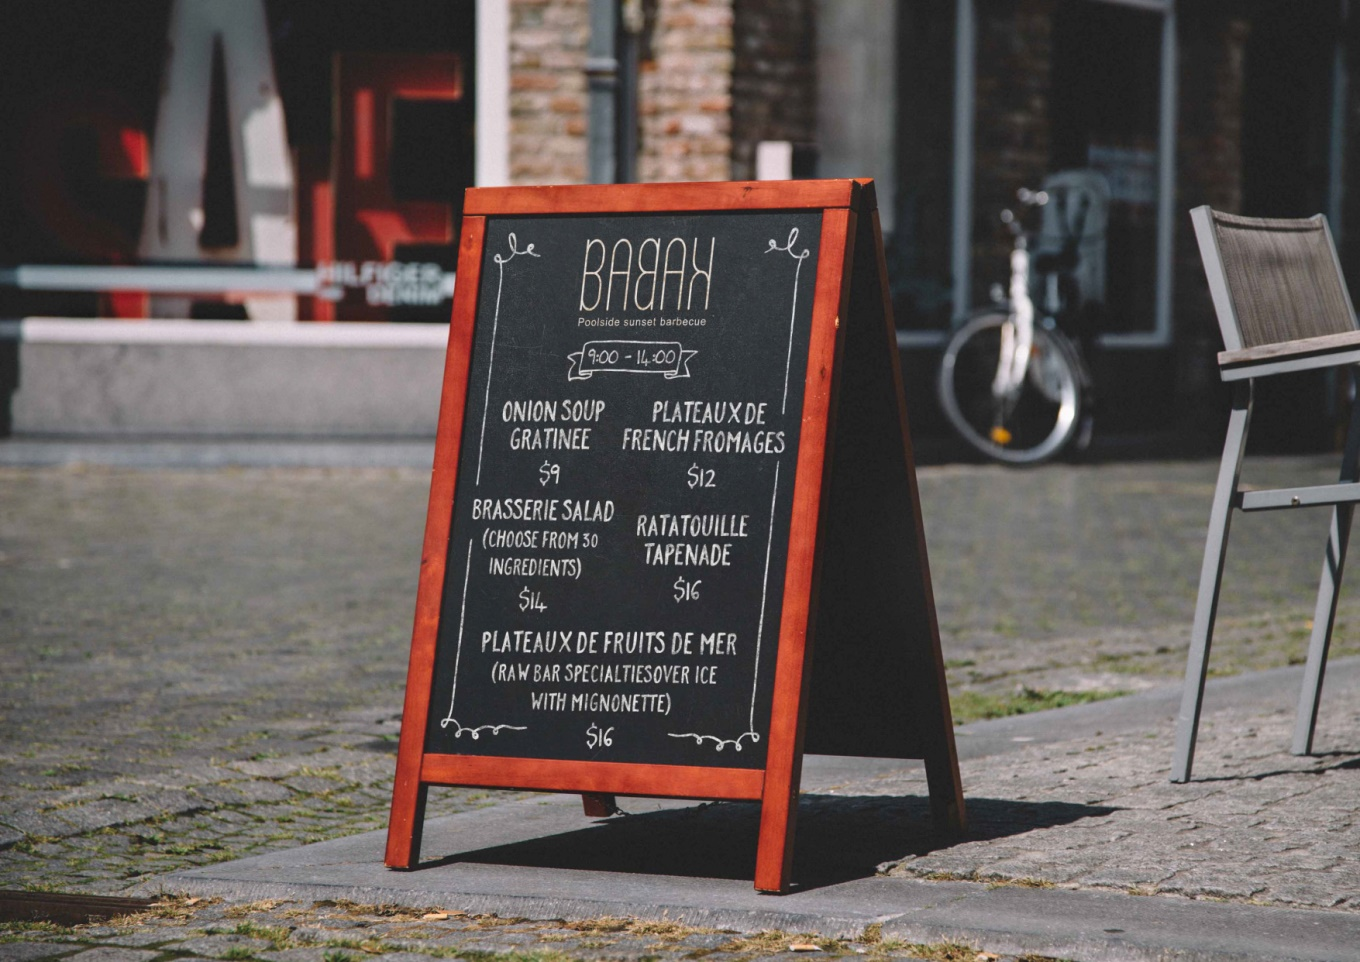 SALE
HILFIGER
DENIM
BABAK
Poolside sunset barbecue
9:00 - 14:00
ONION SOUP
GRATINEE
$9
PLATEAUX DE
FRENCH FROMAGES
$12
BRASSERIE SALAD
(CHOOSE FROM 30
INGREDIENTS)
$14
RATATOUILLE
TAPENADE
$16
PLATEAUX DE FRUITS DE MER
(RAW BAR SPECIALTIESOVER ICE
WITH MIGNONETTE)
$16